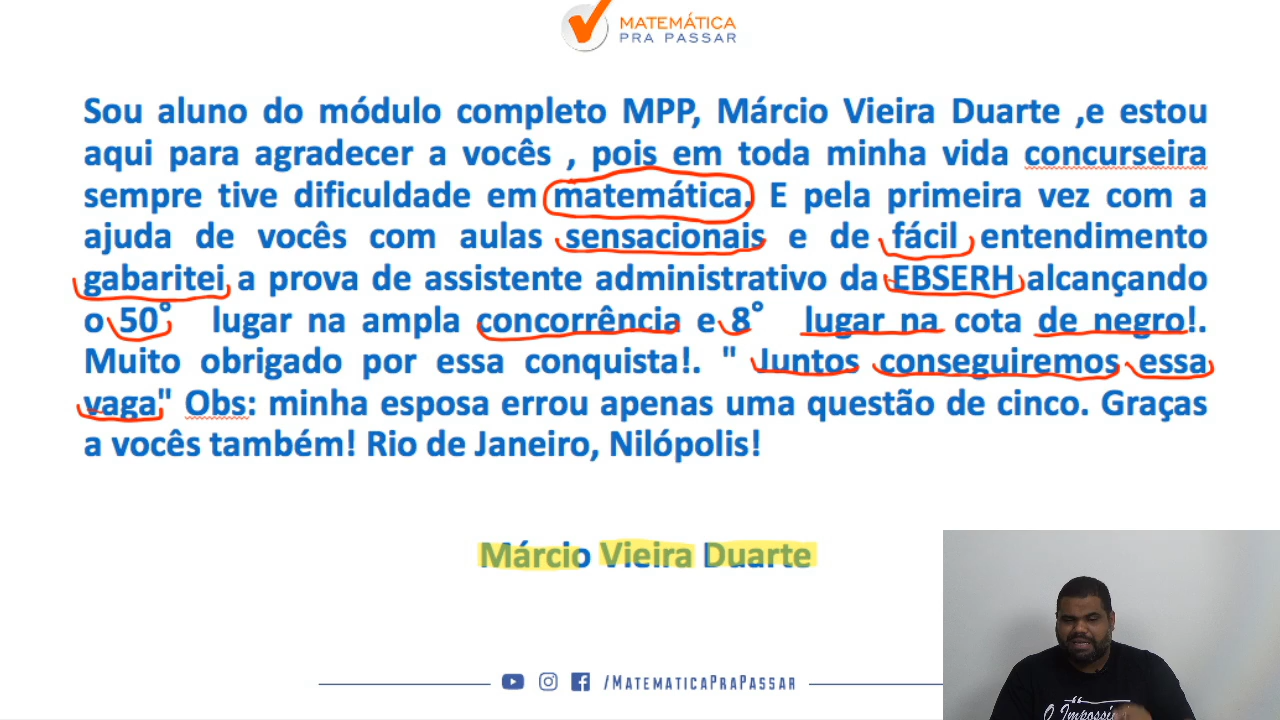 MATEMÁTICA
PRA PASSAR
Sou aluno do módulo completo MPP, Márcio Vieira Duarte ,e estou
aqui para agradecer a vocês , pois em toda minha vida concurseira
sempre tive dificuldade em matemática. E pela primeira vez com a
ajuda de vocês com aulas sensacionais e de fácil entendimento
gabaritei a prova de assistente administrativo da EBSERH alcançando
o 50° lugar na ampla concorrência e 8° lugar na cota de negro!.
Muito obrigado por essa conquista!. " Juntos conseguiremos essa
vaga" Obs: minha esposa errou apenas uma questão de cinco. Graças
a vocês também! Rio de Janeiro, Nilópolis!
Márcio Vieira Duarte
/MATEMATICAPRAPASSAR
O